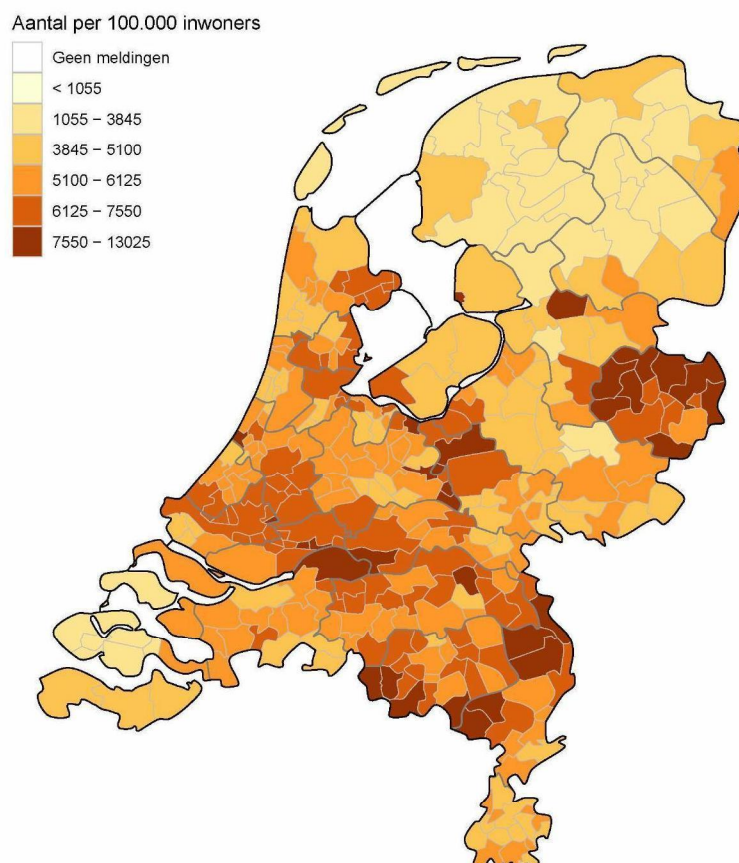 Aantal per 100.000 inwoners
Geen meldingen
< 1055
1055 – 3845
3845 – 5100
5100 – 6125
6125 – 7550
7550 – 13025